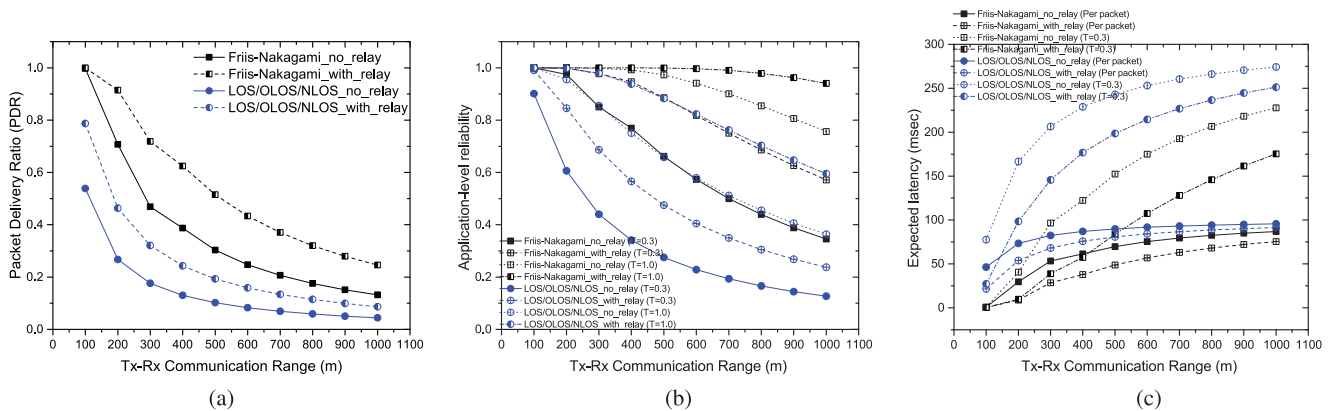 Friis-Nakagami_no_relay
Friis-Nakagami_with_relay
LOS/OLOS/NLOS_no_relay
LOS/OLOS/NLOS_with_relay
Packet Delivery Ratio (PDR)
1,0
0,8
0,6
0,4
0,2
0,0
0 100 200 300 400 500 600 700 800 900 1000 1100
Tx-Rx Communication Range (m)
(a)
Application-level reliability
1,0
0,8
0,6
0,4
0,2
0,0
Friis-Nakagami_no_relay (T=0.3)
Friis-Nakagami_with_relay (T=0.3)
Friis-Nakagami_no_relay (T=1.0)
Friis-Nakagami_with_relay (T=1.0)
LOS/OLOS/NLOS_no_relay (T=0.3)
LOS/OLOS/NLOS_with_relay (T=0.3)
LOS/OLOS/NLOS_no_relay (T=1.0)
LOS/OLOS/NLOS_with_relay (T=1.0)
0 100 200 300 400 500 600 700 800 900 1000 1100
Tx-Rx Communication Range (m)
(b)
Friis-Nakagami_no_relay (Per packet)
Friis-Nakagami_with_relay (Per packet)
Friis-Nakagami_no_relay (T=0.3)
Friis-Nakagami_with_relay (T=0.3)
LOS/OLOS/NLOS_no_relay (Per packet)
LOS/OLOS/NLOS_with_relay (Per packet)
LOS/OLOS/NLOS_no_relay (T=0.3)
LOS/OLOS/NLOS_with_relay (T=0.3)
Expected latency (msec)
300
250
200
150
100
50
0
0 100 200 300 400 500 600 700 800 900 1000 1100
Tx-Rx Communication Range (m)
(c)